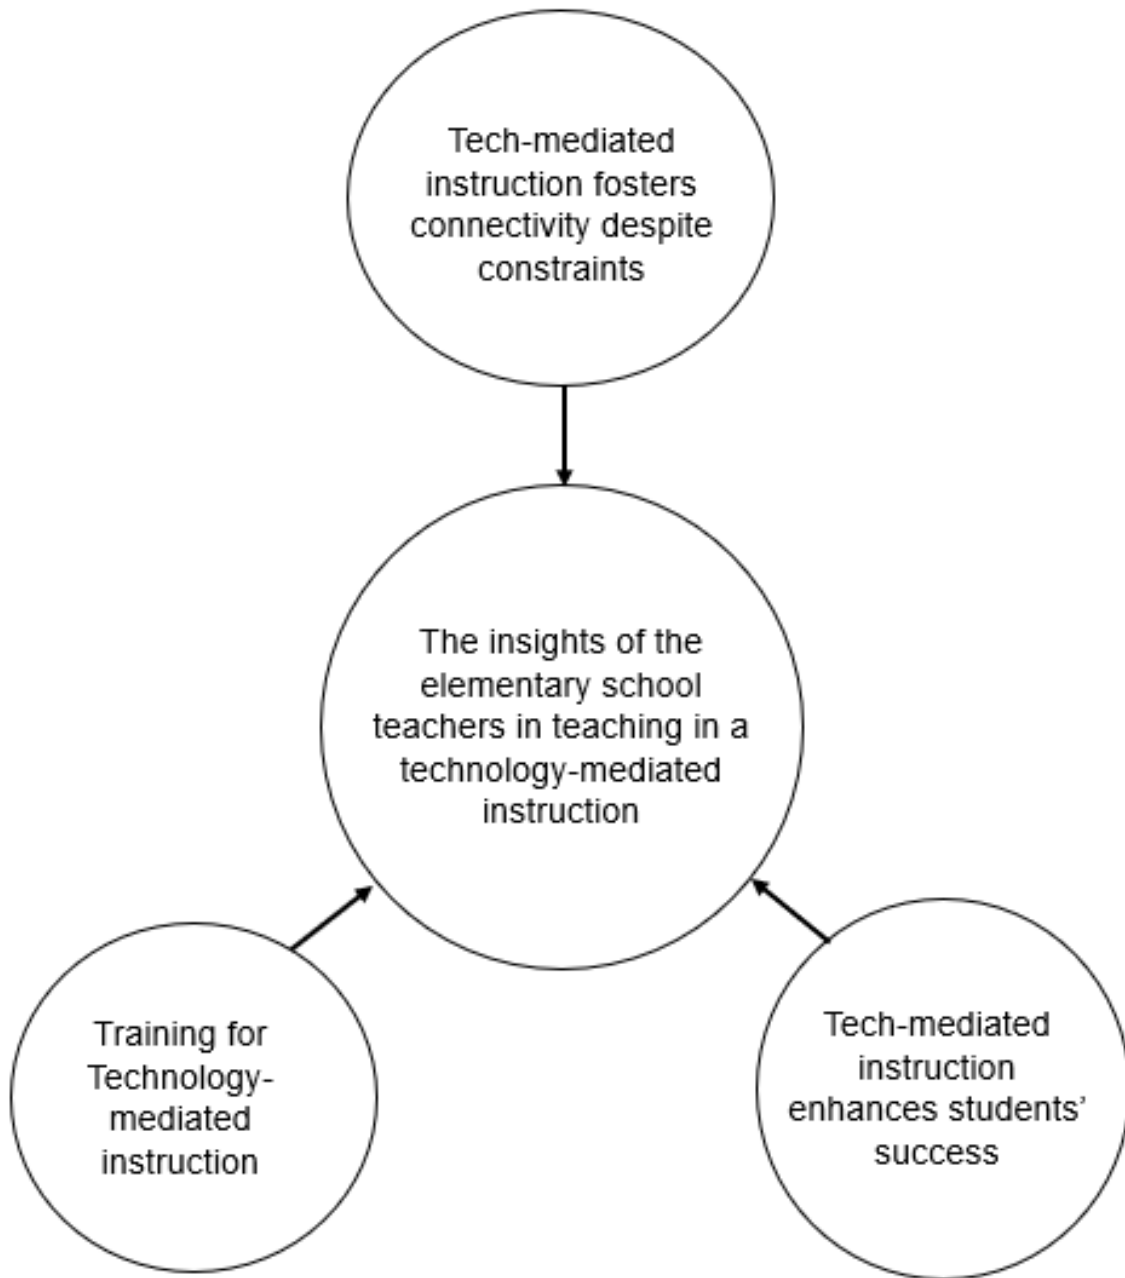 Tech-mediated
instruction fosters
connectivity despite
constraints
The insights of the
elementary school
teachers in teaching in a
technology-mediated
instruction
Training for
Technology-
mediated
instruction
Tech-mediated
instruction
enhances students’
success